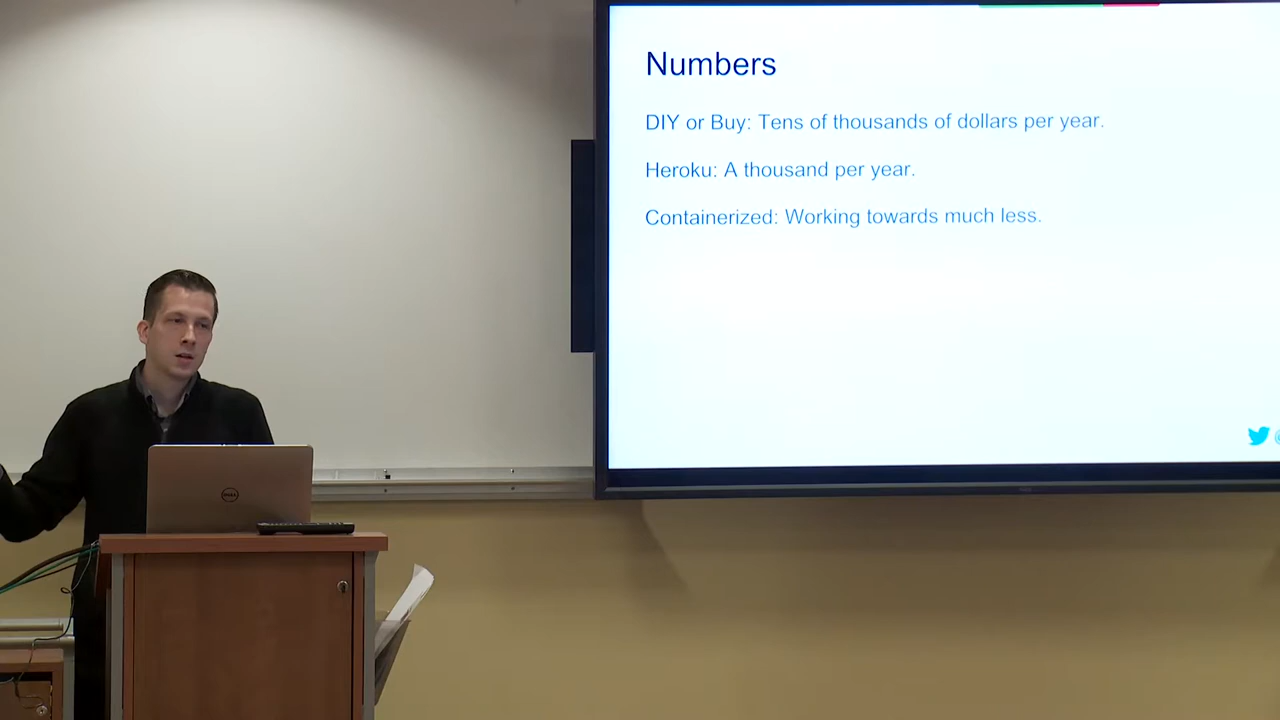 Numbers
DIY or Buy: Tens of thousands of dollars per year.
Heroku: A thousand per year.
Containerized: Working towards much less.
DELL